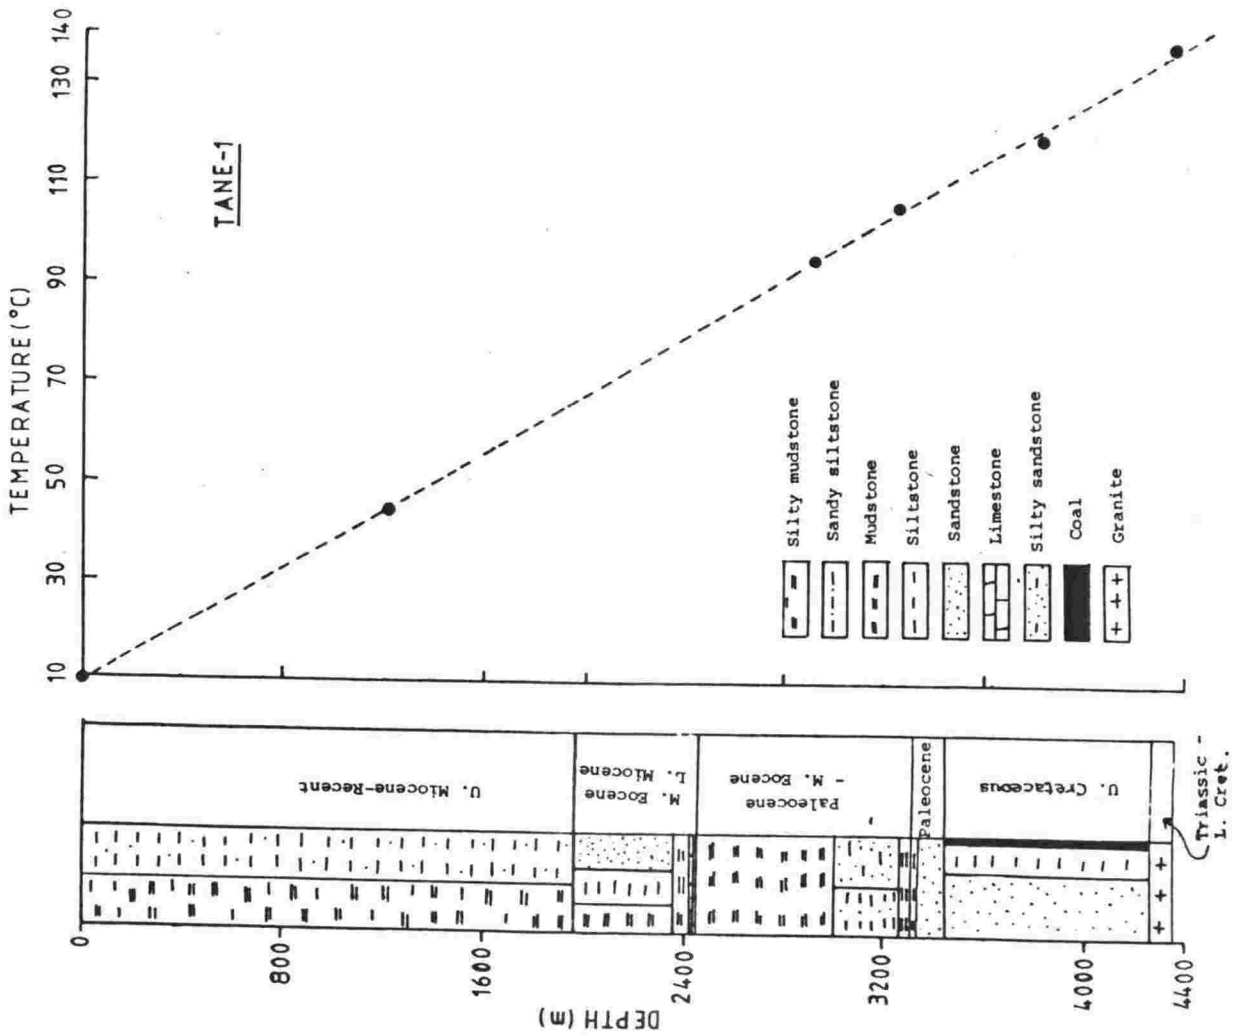 TEMPERATURE (°C)
10 30 50 70 90 110 130 140
TANE-1
Silty mudstone
Sandy siltstone
Mudstone
Siltstone
Sandstone
Limestone
Silty sandstone
Coal
Granite
U. Miocene-Recent
M. Eocene
L. Miocene
Paleocene
- M. Eocene
Paleocene
U. Cretaceous
Triassic -
L. Cret.
0
800
1600
2400
3200
4000
4400
DEPTH (m)